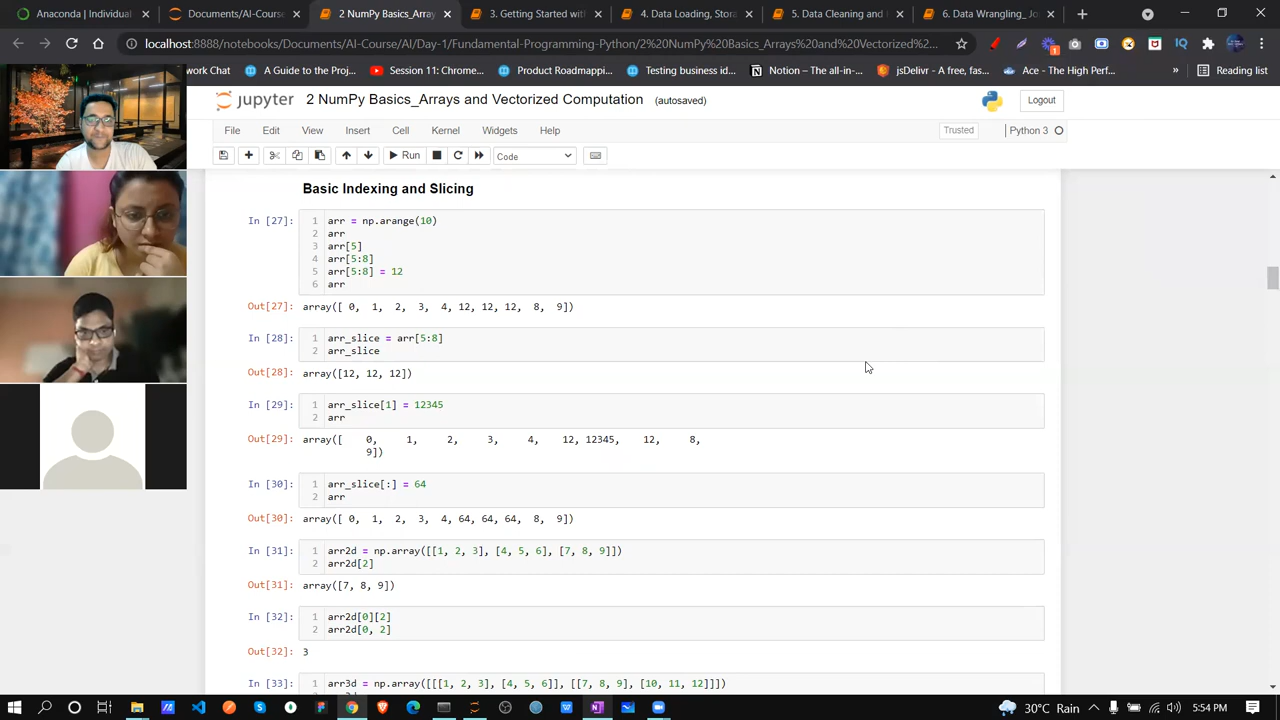 Anaconda | Individual
Documents/AI-Course
2 NumPy Basics_Array
3. Getting Started with
4. Data Loading, Stora
5. Data Cleaning and
6. Data Wrangling_ Jo
localhost:8888/notebooks/Documents/AI-Course/AI/Day-1/Fundamental-Programming-Python/2%20NumPy%20Basics_Arrays%20and%20Vectorized%20...
work Chat
A Guide to the Proj...
Session 11: Chrome...
Product Roadmappi...
Testing business id...
Notion – The all-in-...
jsDelivr - A free, fas...
Ace - The High Perf...
»
Reading list
jupyter
2 NumPy Basics_Arrays and Vectorized Computation
(autosaved)
Logout
File Edit View Insert Cell Kernel Widgets Help
Trusted
Python 3
Run
Code
Basic Indexing and Slicing
In [27]:
1 arr = np.arange(10)
2 arr
3 arr[5]
4 arr[5:8]
5 arr[5:8] = 12
6 arr
Out[27]: array([ 0, 1, 2, 3, 4, 12, 12, 12, 8, 9])
In [28]:
1 arr_slice = arr[5:8]
2 arr_slice
Out[28]: array([12, 12, 12])
In [29]:
1 arr_slice[1] = 12345
2 arr
Out[29]: array([ 0, 1, 2, 3, 4, 12, 12345, 12, 8,
9])
In [30]:
1 arr_slice[:] = 64
2 arr
Out[30]: array([ 0, 1, 2, 3, 4, 64, 64, 64, 8, 9])
In [31]:
1 arr2d = np.array([[1, 2, 3], [4, 5, 6], [7, 8, 9]])
2 arr2d[2]
Out[31]: array([7, 8, 9])
In [32]:
1 arr2d[0][2]
2 arr2d[0, 2]
Out[32]: 3
In [33]:
1 arr3d = np.array([[[1, 2, 3], [4, 5, 6]], [[7, 8, 9], [10, 11, 12]]])
30°C Rain
ENG
5:54 PM